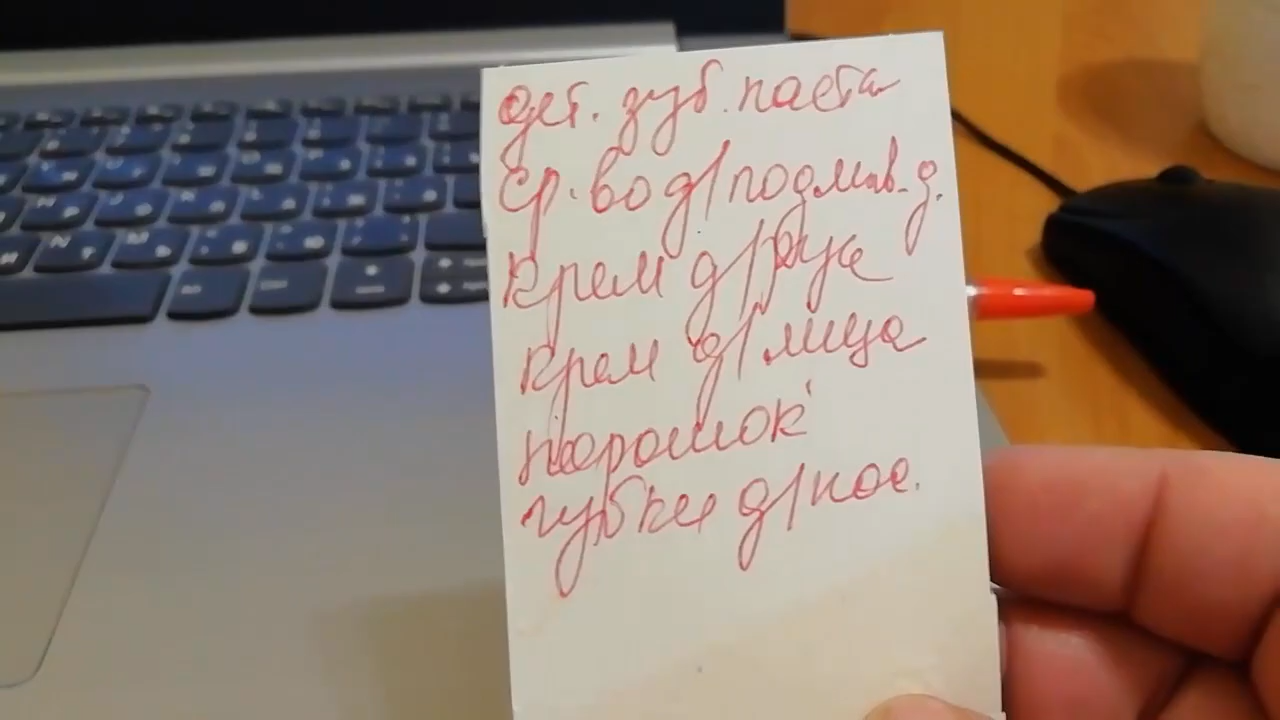 дет. зуб. паста
ср-во д/подмыв. д.
крем д/рук
крем д/лица
порошок
губки д/пос.